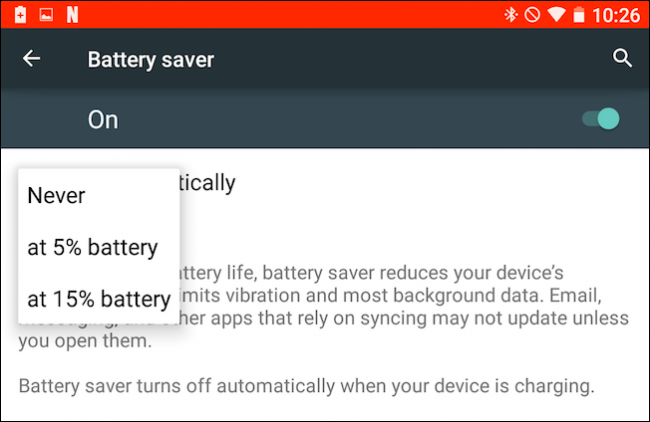 N 10:26
Battery saver
On
tically
Never
at 5% battery
ttery life, battery saver reduces your device's
at 15% battery
imits vibration and most background data. Email,
and other apps that rely on syncing may not update unless
you open them.
Battery saver turns off automatically when your device is charging.